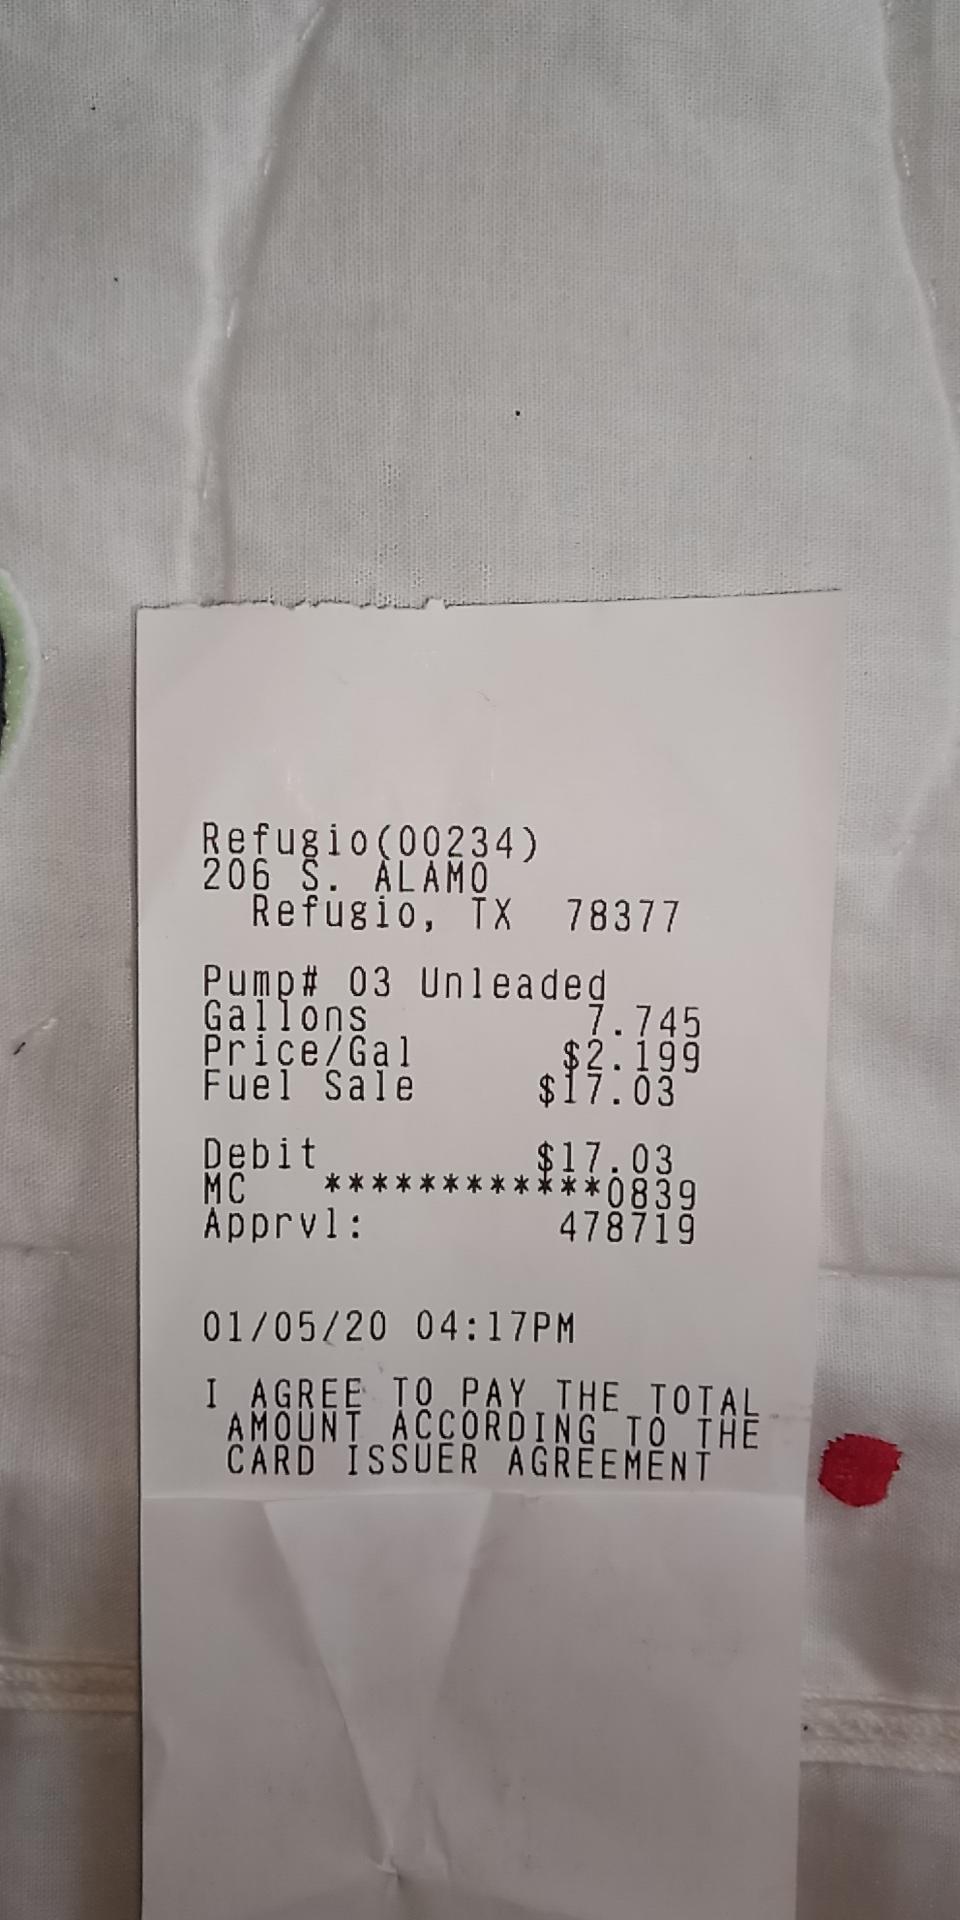 Refugio(00234)
206 S. ALAMO
Refugio, TX 78377
Pump# 03 Unleaded
Gallons 7.745
Price/Gal $2.199
Fuel Sale $17.03
Debit $17.03
MC ************0839
Apprvl: 478719
01/05/20 04:17PM
I AGREE TO PAY THE TOTAL
AMOUNT ACCORDING TO THE
CARD ISSUER AGREEMENT